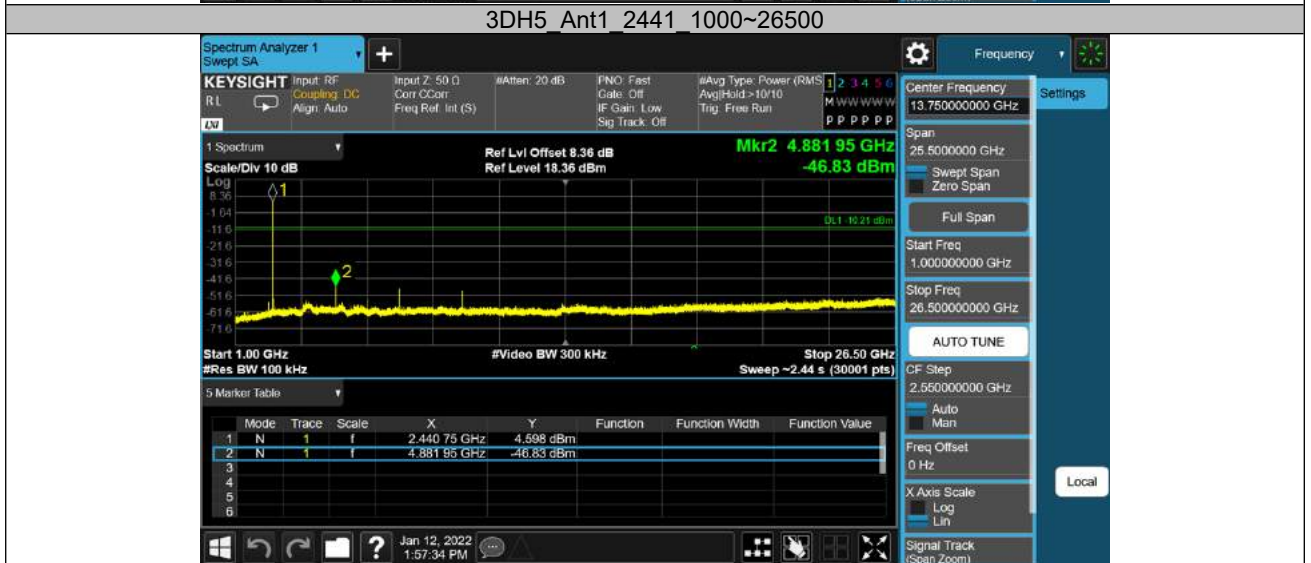 3DH5_Ant1_2441_1000~26500
Spectrum Analyzer 1
Swept SA
Frequency
KEYSIGHT
RL
LXI
Input: RF
Coupling: DC
Align: Auto
Input Z: 50 Ω
Corr CCorr
Freq Ref: Int (S)
#Atten: 20 dB
PNO: Fast
Gate: Off
IF Gain: Low
Sig Track: Off
#Avg Type: Power (RMS
Avg|Hold:>10/10
Trig: Free Run
1 2 3 4 5 6
M W W W W W
P P P P P P
1 Spectrum
Scale/Div 10 dB
Ref Lvl Offset 8.36 dB
Ref Level 18.36 dBm
Mkr2 4.881 95 GHz
-46.83 dBm
Log
8.36
-1.64
-11.6
-21.6
-31.6
-41.6
-51.6
-61.6
-71.6
1
2
DL1 -10.21 dBm
Start 1.00 GHz
#Res BW 100 kHz
#Video BW 300 kHz
Stop 26.50 GHz
Sweep ~2.44 s (30001 pts)
5 Marker Table
Mode Trace Scale X Y Function Function Width Function Value
1 N 1 f 2.440 75 GHz 4.598 dBm
2 N 1 f 4.881 95 GHz -46.83 dBm
3
4
5
6
Jan 12, 2022
1:57:34 PM
Center Frequency
13.750000000 GHz
Settings
Span
25.5000000 GHz
Swept Span
Zero Span
Full Span
Start Freq
1.000000000 GHz
Stop Freq
26.500000000 GHz
AUTO TUNE
CF Step
2.550000000 GHz
Auto
Man
Freq Offset
0 Hz
Local
X Axis Scale
Log
Lin
Signal Track
(Span Zoom)